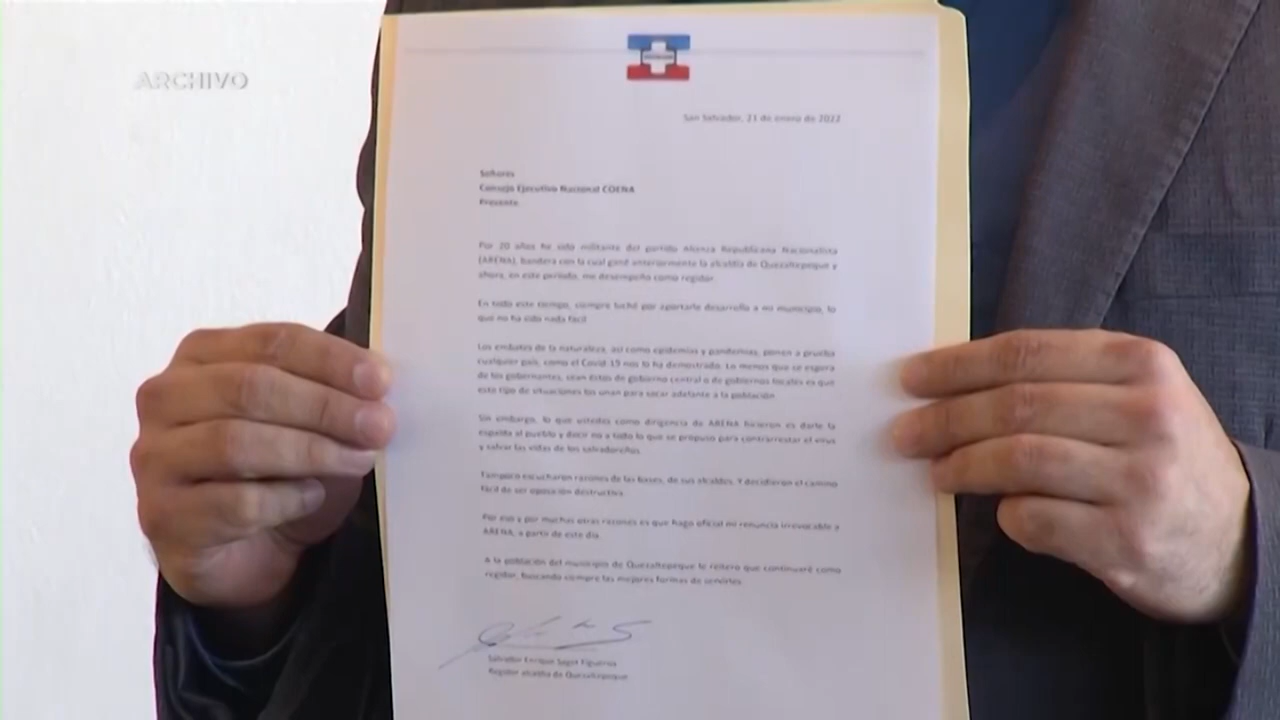 ARCHIVO
San Salvador, 21 de enero de 2022
Señores
Consejo Ejecutivo Nacional COENA
Presente
Por 20 años he sido militante del partido Alianza Republicana Nacionalista
(ARENA), bandera con la cual gané anteriormente la alcaldía de Quezaltepeque y
ahora, en este período, me desempeño como regidor.
En todo este tiempo, siempre luché por aportarle desarrollo a mi municipio, lo
que no ha sido nada fácil.
Los embates de la naturaleza, así como epidemias y pandemias, ponen a prueba
cualquier país, como el Covid-19 nos lo ha demostrado. Lo menos que se espera
de los gobernantes, sean éstos de gobierno central o de gobiernos locales es que
este tipo de situaciones los unan para sacar adelante a la población.
Sin embargo, lo que ustedes como dirigencia de ARENA hicieron es darle la
espalda al pueblo y decir no a todo lo que se propuso para contrarrestar el virus
y salvar las vidas de los salvadoreños.
Tampoco escucharon razones de las bases, de sus alcaldes. Y decidieron el camino
fácil de ser oposición destructiva.
Por eso y por muchas otras razones es que hago oficial mi renuncia irrevocable a
ARENA, a partir de este día.
A la población del municipio de Quezaltepeque le reitero que continuaré como
regidor, buscando siempre las mejores formas de servirles.
Salvador Enrique Saget Figueroa
Regidor alcaldía de Quezaltepeque